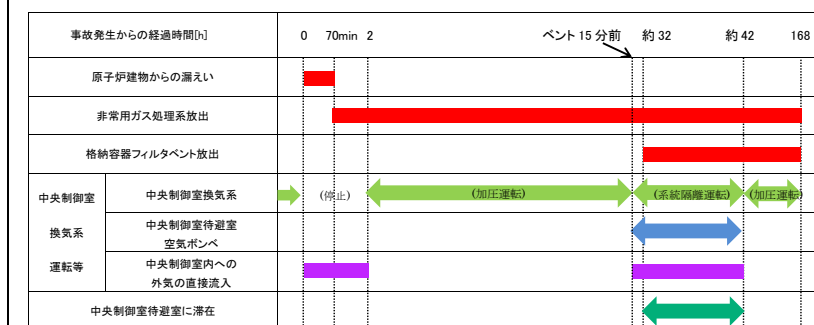 事故発生からの経過時間[h]
0 70min 2 ベント 15 分前 約 32 約 42 168
原子炉建物からの漏えい
非常用ガス処理系放出
格納容器フィルタベント放出
中央制御室
換気系
運転等
中央制御室換気系
(停止) (加圧運転) (系統隔離運転) (加圧運転)
中央制御室待避室
空気ボンベ
中央制御室内への
外気の直接流入
中央制御室待避室に滞在